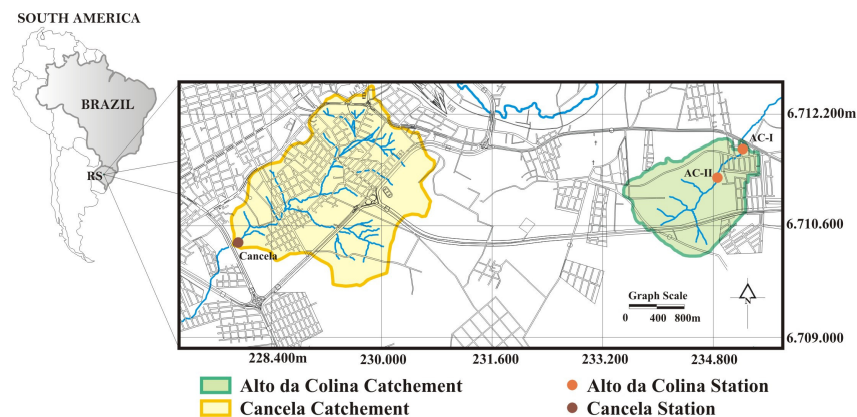 SOUTH AMERICA
BRAZIL
RS
AC-I
AC-II
Cancela
6.712.200m
6.710.600
6.709.000
Graph Scale
0 400 800m
N
228.400m 230.000 231.600 233.200 234.800
Alto da Colina Catchement
Cancela Catchement
Alto da Colina Station
Cancela Station